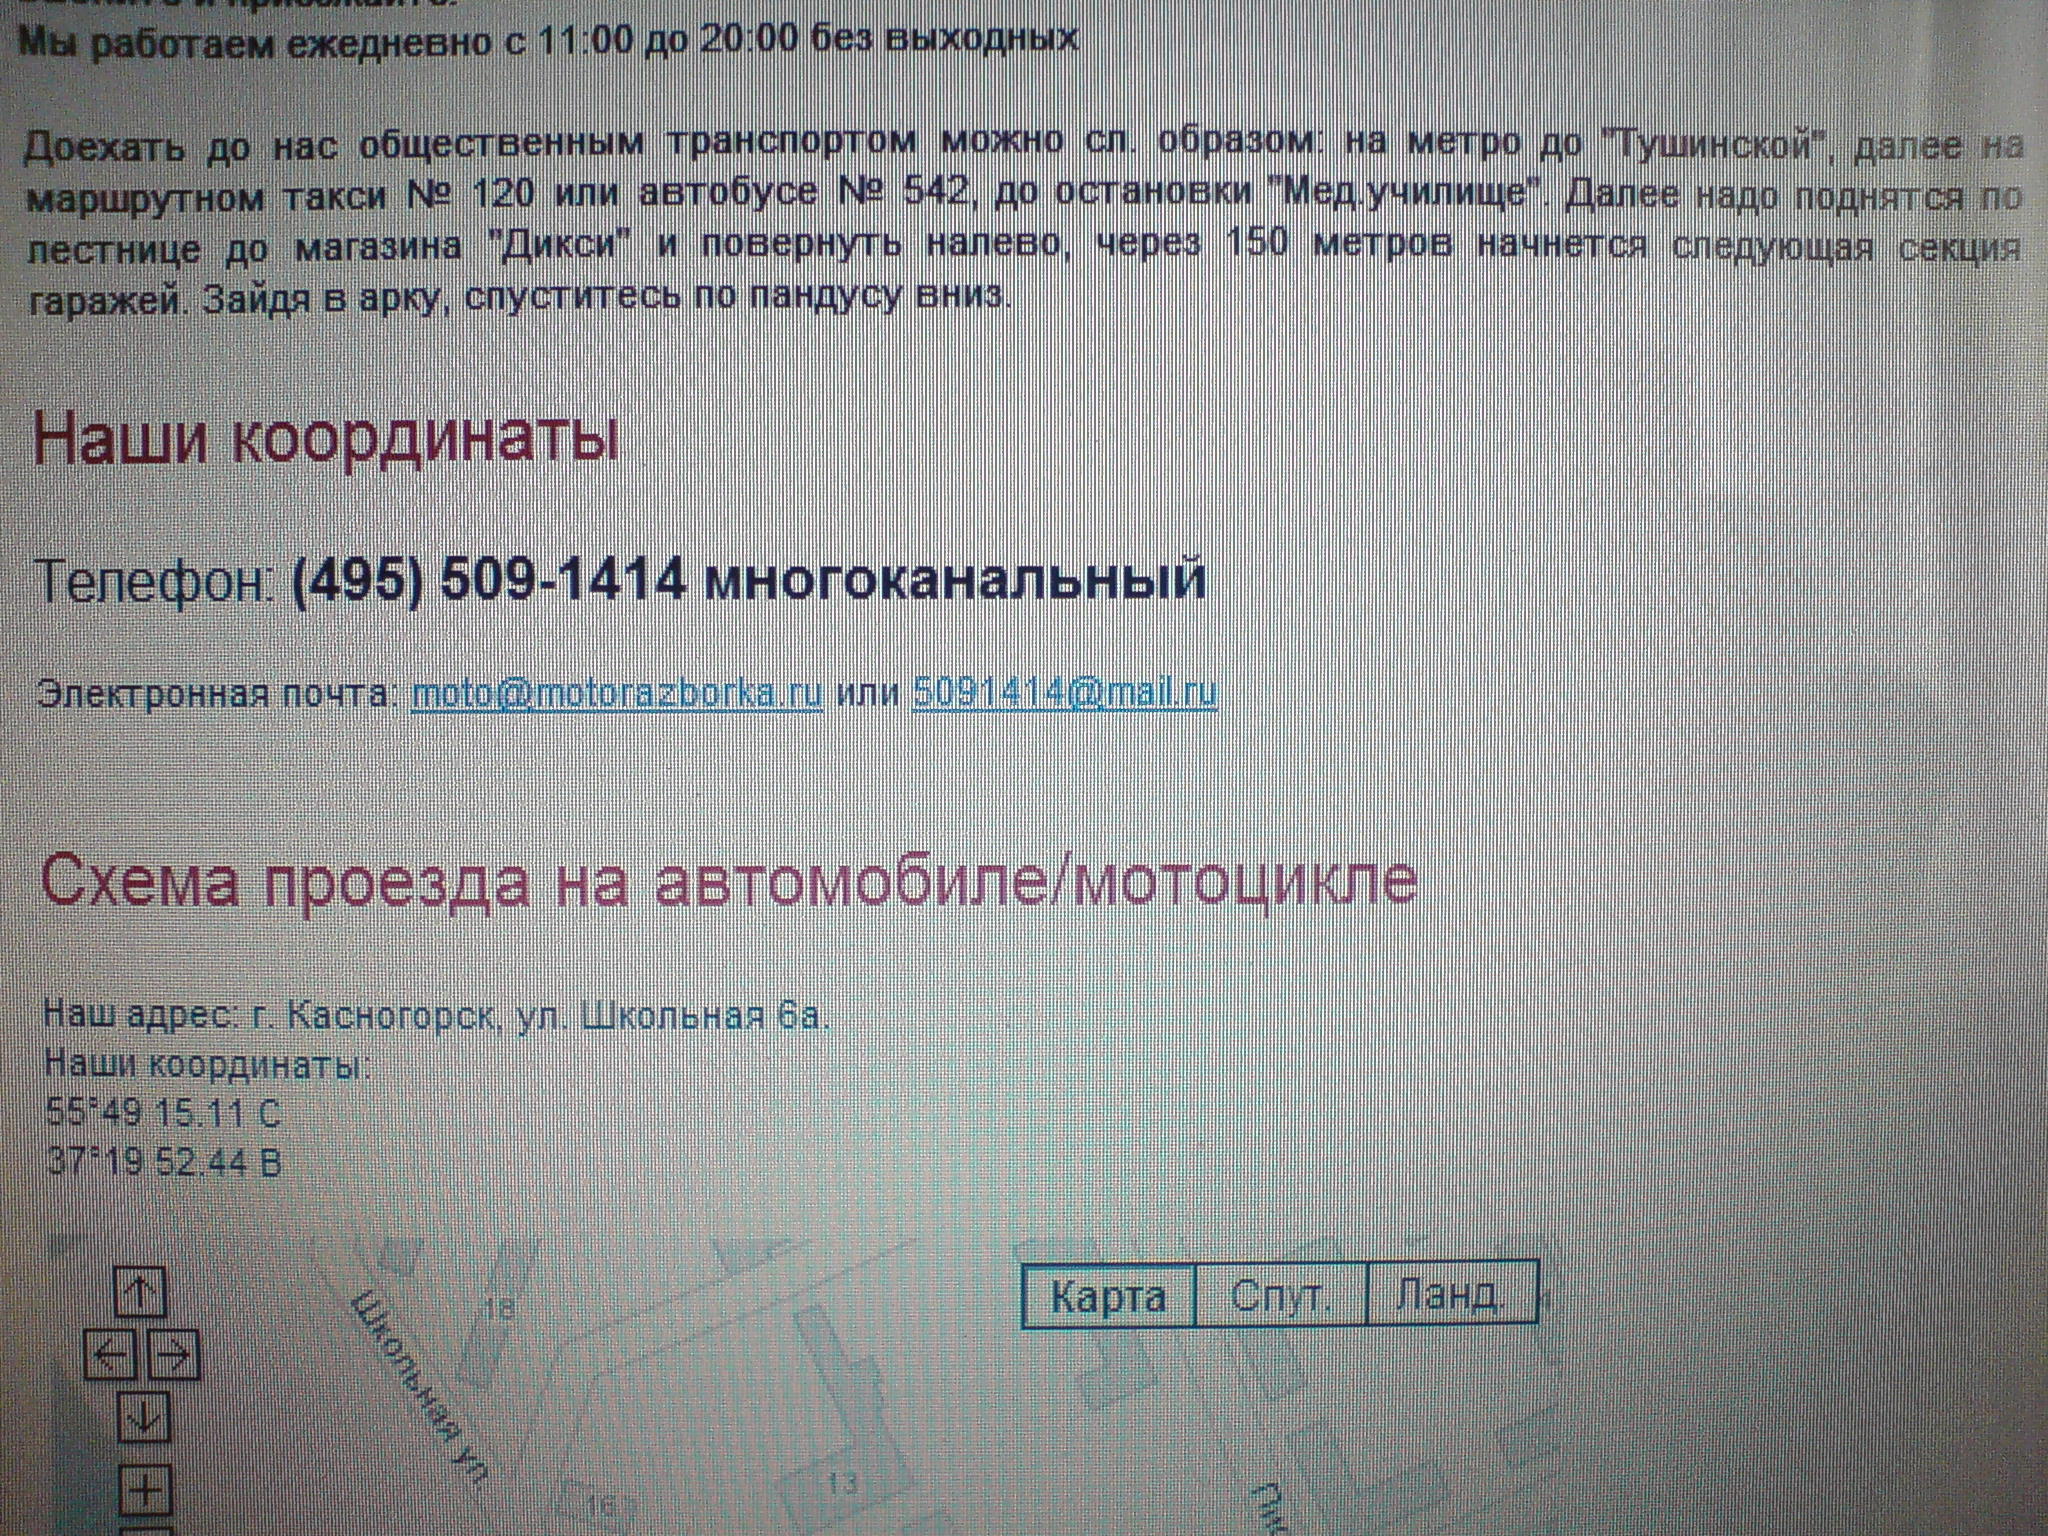 Мы работаем ежедневно с 11:00 до 20:00 без выходных
Доехать до нас общественным транспортом можно сл. образом: на метро до "Тушинской", далее на
маршрутном такси № 120 или автобусе № 542, до остановки "Мед.училище". Далее надо поднятся по
лестнице до магазина "Дикси" и повернуть налево, через 150 метров начнется следующая секция
гаражей. Зайдя в арку, спуститесь по пандусу вниз.
Наши координаты
Телефон: (495) 509-1414 многоканальный
Электронная почта: moto@motorazborka.ru или 5091414@mail.ru
Схема проезда на автомобиле/мотоцикле
Наш адрес: г. Касногорск, ул. Школьная 6а.
Наши координаты:
55°49 15.11 С
37°19 52.44 В
Карта Спут. Ланд.
18
Школьная ул.
13
16